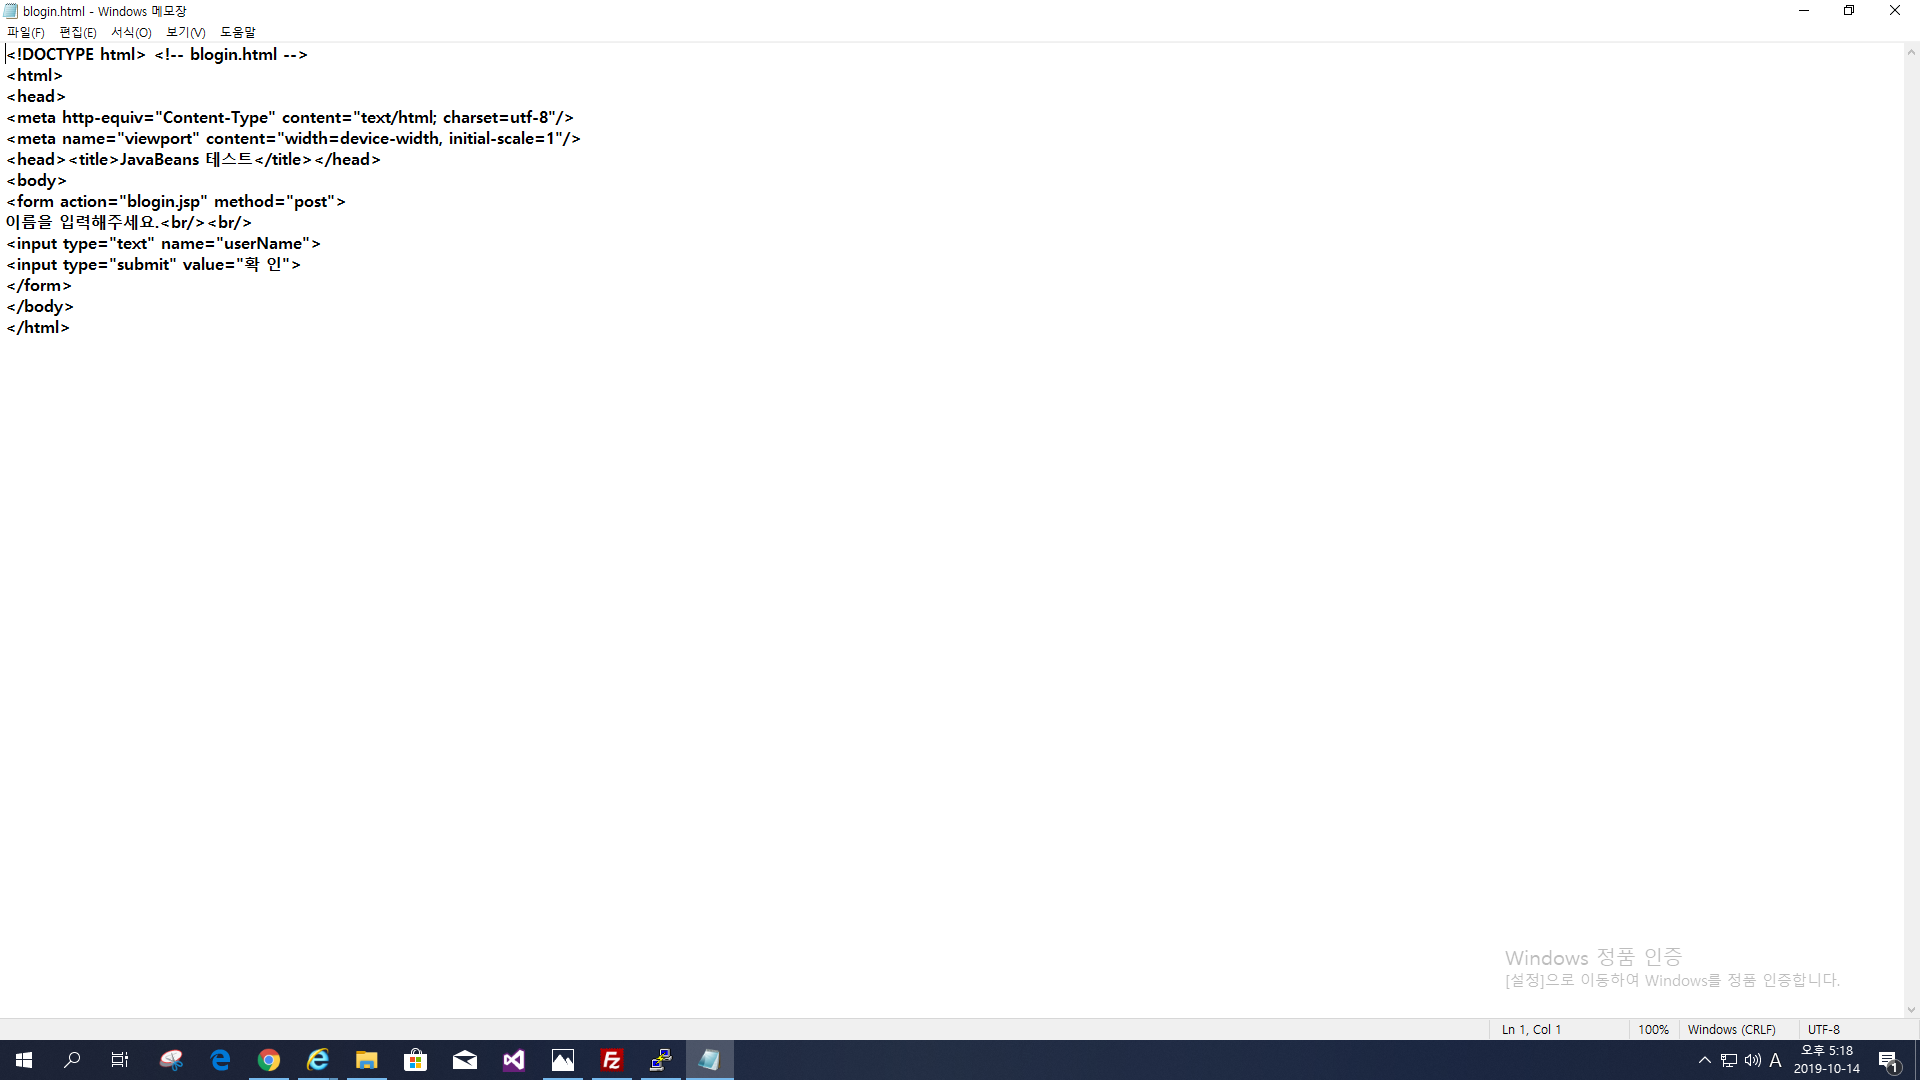 blogin.html - Windows 메모장
파일(F) 편집(E) 서식(O) 보기(V) 도움말
<!DOCTYPE html> <!-- blogin.html -->
<html>
<head>
<meta http-equiv="Content-Type" content="text/html; charset=utf-8"/>
<meta name="viewport" content="width=device-width, initial-scale=1"/>
<head><title>JavaBeans 테스트</title></head>
<body>
<form action="blogin.jsp" method="post">
이름을 입력해주세요.<br/><br/>
<input type="text" name="userName">
<input type="submit" value="확 인">
</form>
</body>
</html>
Windows 정품 인증
[설정]으로 이동하여 Windows를 정품 인증합니다.
Ln 1, Col 1 100% Windows (CRLF) UTF-8
A 오후 5:18
2019-10-14
1